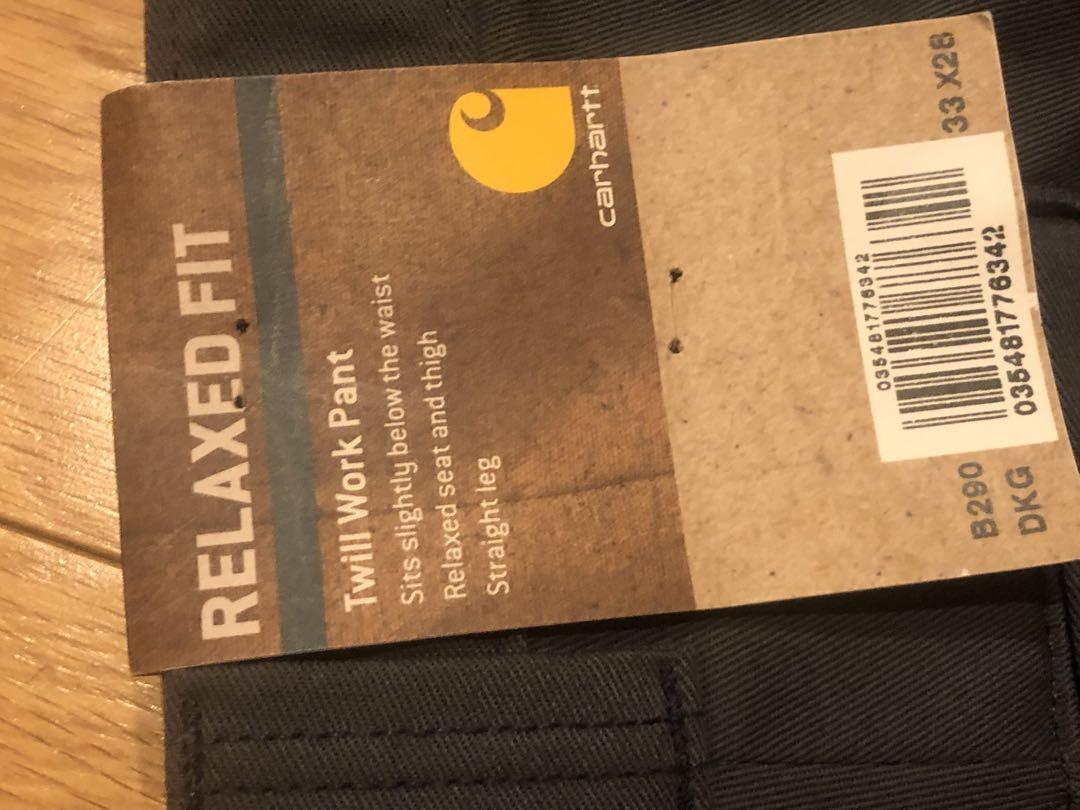 RELAXED FIT
Twill Work Pant
Sits slightly below the waist
Relaxed seat and thigh
Straight leg
carhartt
33 X28
035481776342
035481776342
B290
DKG